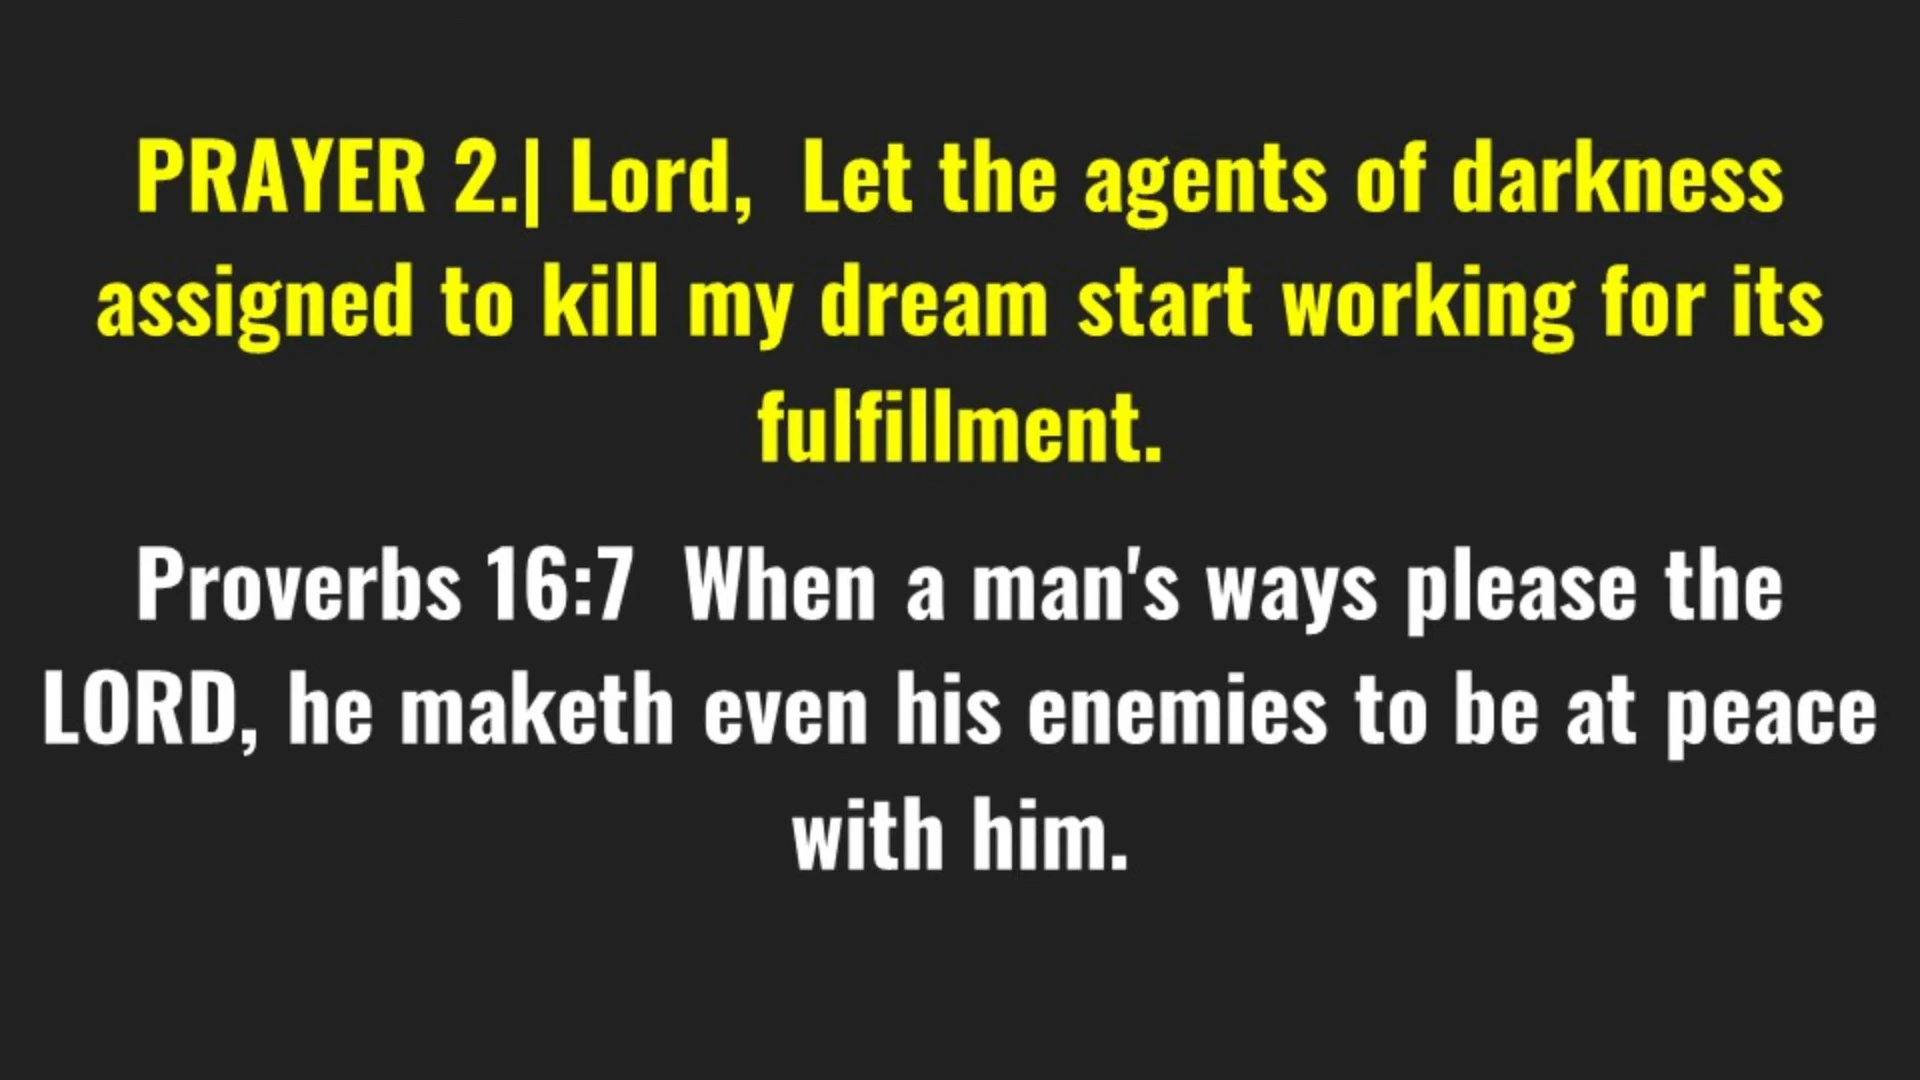 PRAYER 2.| Lord,  Let the agents of darkness
assigned to kill my dream start working for its
fulfillment.
Proverbs 16:7  When a man's ways please the
LORD, he maketh even his enemies to be at peace
with him.